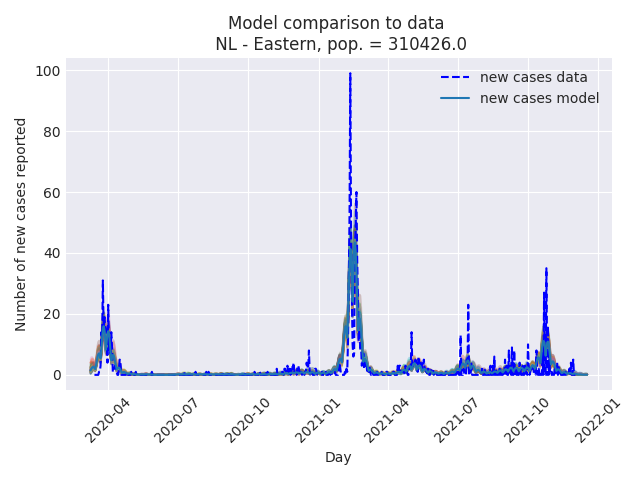 Model comparison to data
NL - Eastern, pop. = 310426.0
new cases data
new cases model
Number of new cases reported
100
80
60
40
20
0
2020-04
2020-07
2020-10
2021-01
2021-04
2021-07
2021-10
2022-01
Day